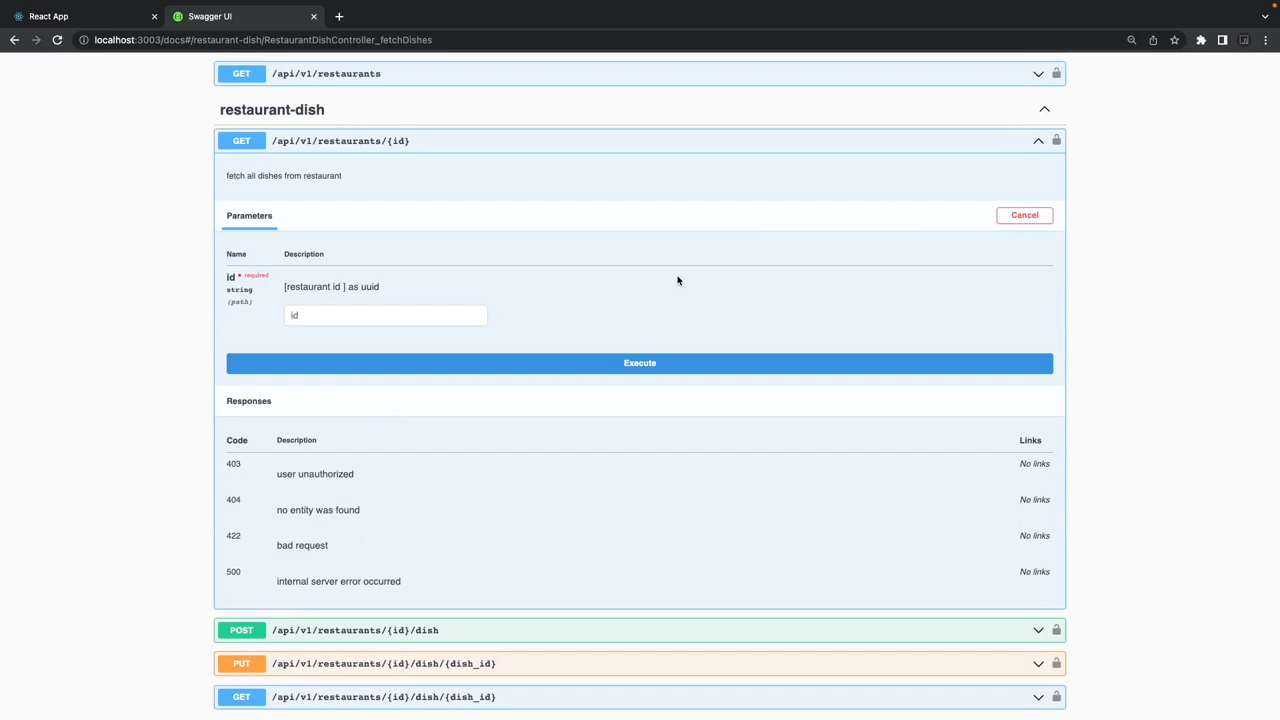 React App
Swagger UI
localhost:3003/docs#/restaurant-dish/RestaurantDishController_fetchDishes
GET /api/v1/restaurants
restaurant-dish
GET /api/v1/restaurants/{id}
fetch all dishes from restaurant
Parameters
Cancel
Name Description
id * required
string
(path)
[restaurant id ] as uuid
id
Execute
Responses
Code Description Links
403 user unauthorized No links
404 no entity was found No links
422 bad request No links
500 internal server error occurred No links
POST /api/v1/restaurants/{id}/dish
PUT /api/v1/restaurants/{id}/dish/{dish_id}
GET /api/v1/restaurants/{id}/dish/{dish_id}